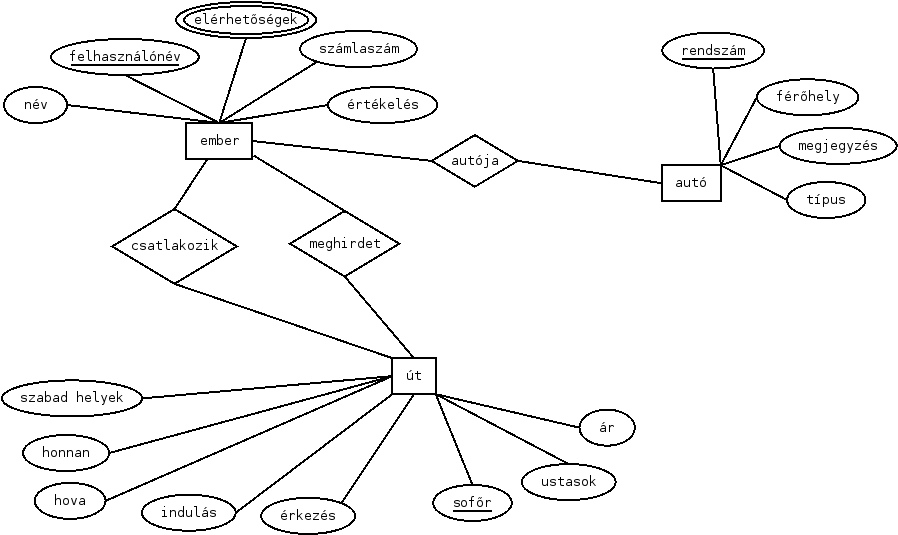 elérhetőségek
számlaszám
felhasználónév
rendszám
név
értékelés
férőhely
ember
autója
megjegyzés
autó
típus
csatlakozik
meghirdet
út
szabad helyek
ár
honnan
ustasok
hova
indulás
érkezés
sofőr